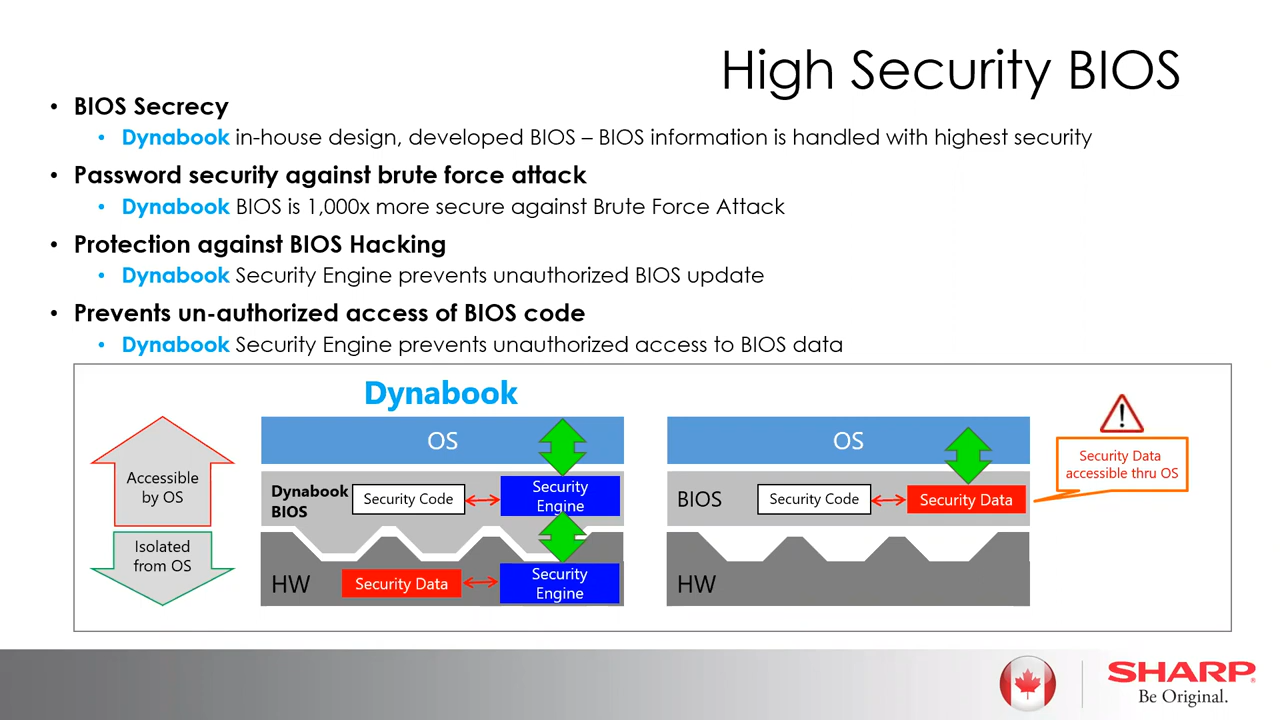 High Security BIOS
• BIOS Secrecy
• Dynabook in-house design, developed BIOS – BIOS information is handled with highest security
• Password security against brute force attack
• Dynabook BIOS is 1,000x more secure against Brute Force Attack
• Protection against BIOS Hacking
• Dynabook Security Engine prevents unauthorized BIOS update
• Prevents un-authorized access of BIOS code
• Dynabook Security Engine prevents unauthorized access to BIOS data
Dynabook
Accessible
by OS
Isolated
from OS
OS
Dynabook
BIOS
Security Code
Security
Engine
HW
Security Data
Security
Engine
OS
BIOS
Security Code
Security Data
HW
!
Security Data
accessible thru OS
SHARP®
Be Original.